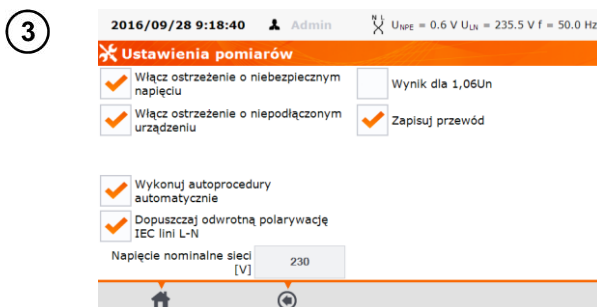 3
2016/09/28 9:18:40 Admin N L UNPE = 0.6 V ULN = 235.5 V f = 50.0 Hz
Ustawienia pomiarów
Włącz ostrzeżenie o niebezpiecznym
napięciu
Wynik dla 1,06Un
Włącz ostrzeżenie o niepodłączonym
urządzeniu
Zapisuj przewód
Wykonuj autoprocedury
automatycznie
Dopuszczaj odwrotną polarywację
IEC lini L-N
Napięcie nominalne sieci
[V]
230